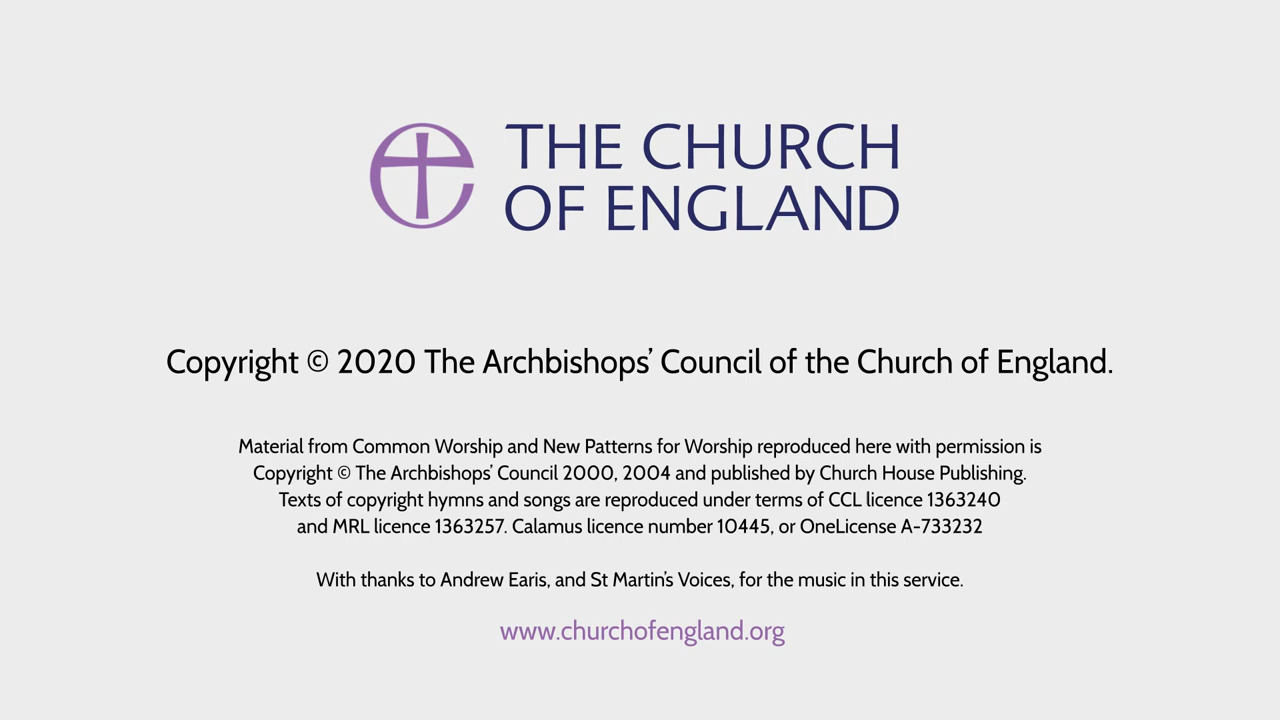 THE CHURCH
OF ENGLAND
Copyright © 2020 The Archbishops’ Council of the Church of England.
Material from Common Worship and New Patterns for Worship reproduced here with permission is
Copyright © The Archbishops’ Council 2000, 2004 and published by Church House Publishing.
Texts of copyright hymns and songs are reproduced under terms of CCL licence 1363240
and MRL licence 1363257. Calamus licence number 10445, or OneLicense A-733232
With thanks to Andrew Earis, and St Martin’s Voices, for the music in this service.
www.churchofengland.org